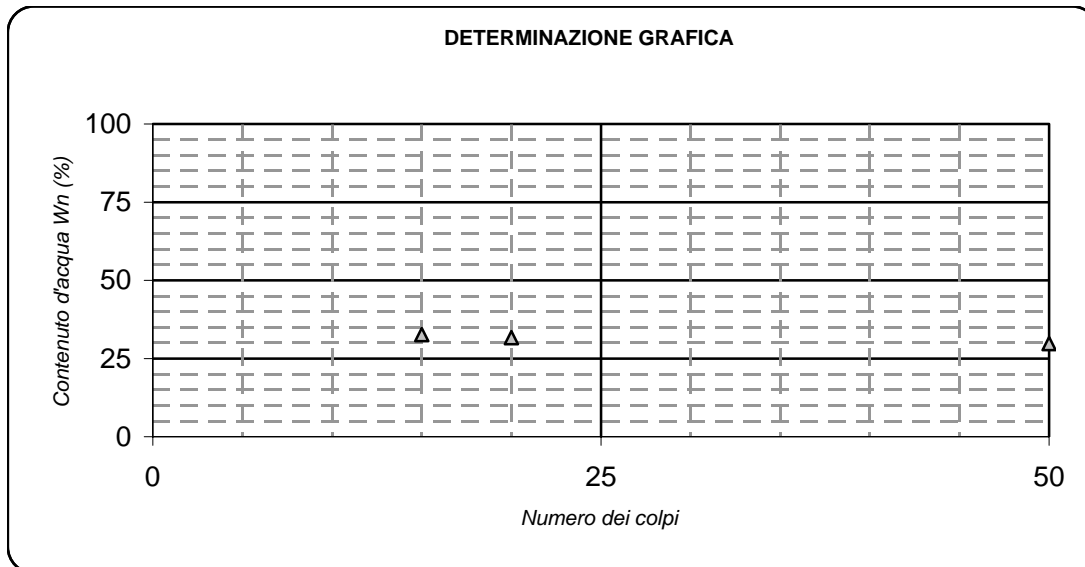 DETERMINAZIONE GRAFICA
Contenuto d'acqua Wn (%)
100
75
50
25
0
0 25 50
Numero dei colpi